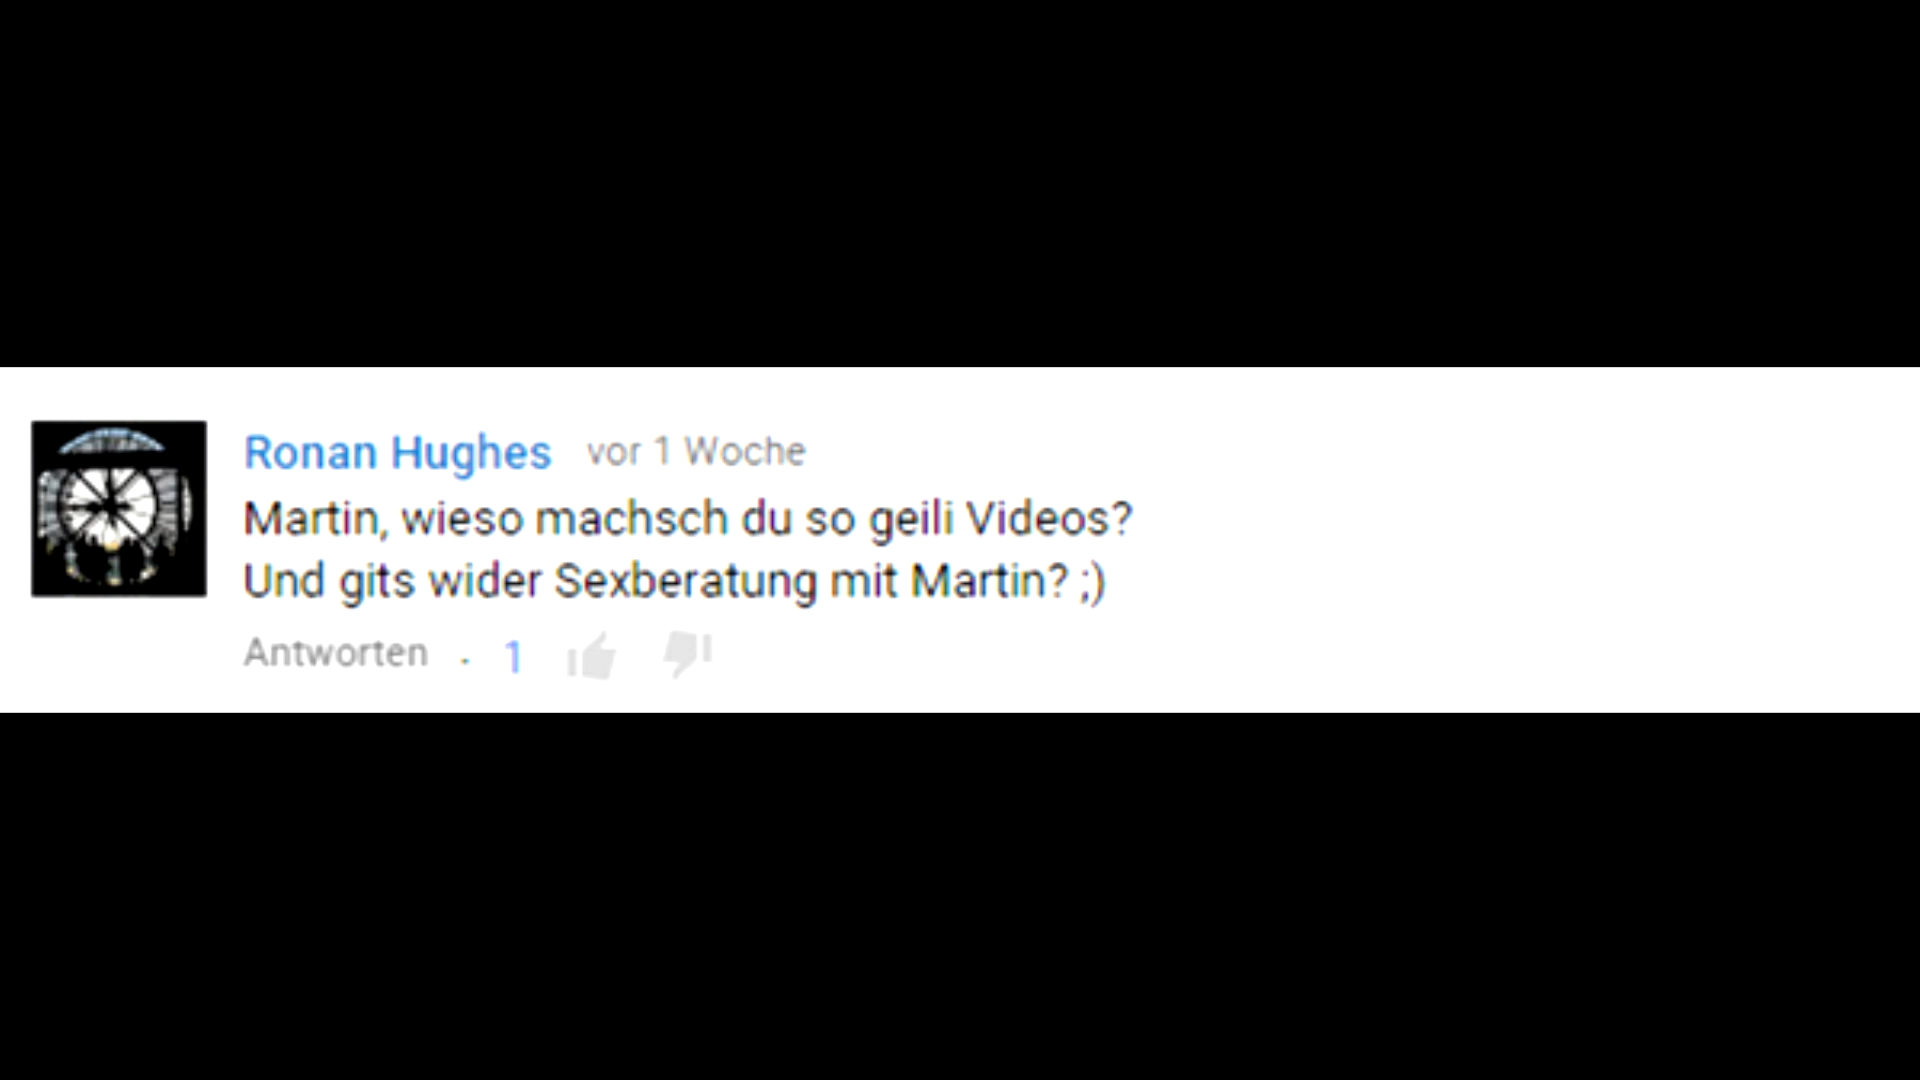 Ronan Hughes vor 1 Woche
Martin, wieso machsch du so geili Videos?
Und gits wider Sexberatung mit Martin? ;)
Antworten · 1